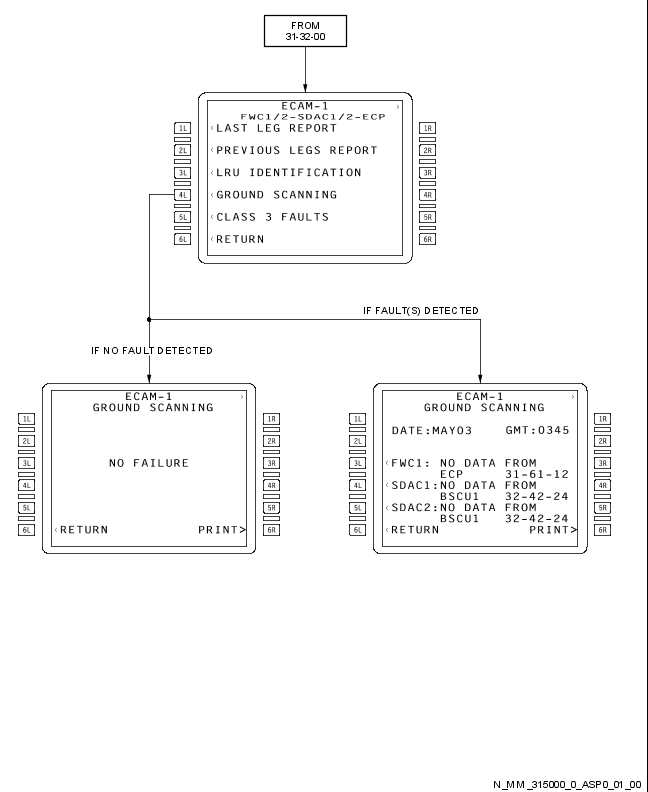 FROM
31-32-00
ECAM-1 >
FWC1/2-SDAC1/2-ECP
1L <LAST LEG REPORT 1R
2L <PREVIOUS LEGS REPORT 2R
3L <LRU IDENTIFICATION 3R
4L <GROUND SCANNING 4R
5L <CLASS 3 FAULTS 5R
6L <RETURN 6R
IF FAULT(S) DETECTED
IF NO FAULT DETECTED
ECAM-1 >
GROUND SCANNING
1L 1R
2L 2R
3L NO FAILURE 3R
4L 4R
5L 5R
6L <RETURN PRINT> 6R
ECAM-1 >
GROUND SCANNING
1L 1R
DATE:MAY03 GMT:0345
2L 2R
3L <FWC1: NO DATA FROM 3R
ECP 31-61-12
4L <SDAC1:NO DATA FROM 4R
BSCU1 32-42-24
5L <SDAC2:NO DATA FROM 5R
BSCU1 32-42-24
6L <RETURN PRINT> 6R
N_MM_315000_0_ASP0_01_00